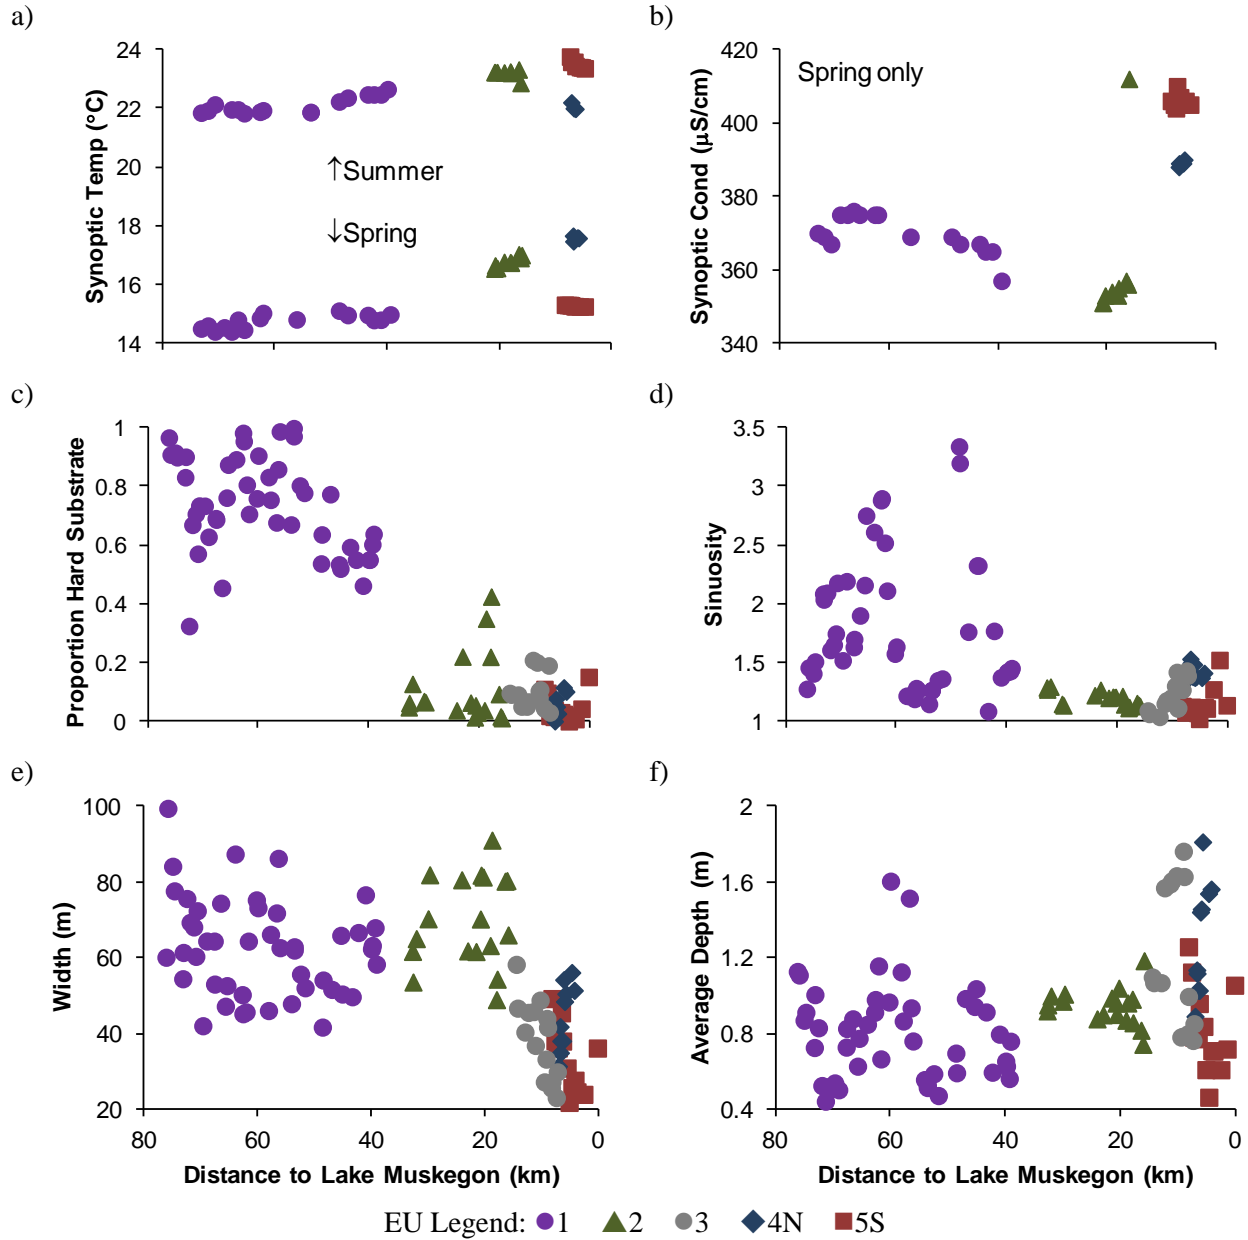 a)
b)
24
22
20
18
16
14
Synoptic Temp (°C)
↑Summer
↓Spring
420
400
380
360
340
Synoptic Cond (µS/cm)
Spring only
c)
d)
1
0.8
0.6
0.4
0.2
0
Proportion Hard Substrate
3.5
3
2.5
2
1.5
1
Sinuosity
e)
f)
100
80
60
40
20
Width (m)
80 60 40 20 0
Distance to Lake Muskegon (km)
2
1.6
1.2
0.8
0.4
Average Depth (m)
80 60 40 20 0
Distance to Lake Muskegon (km)
EU Legend: 1 2 3 4N 5S